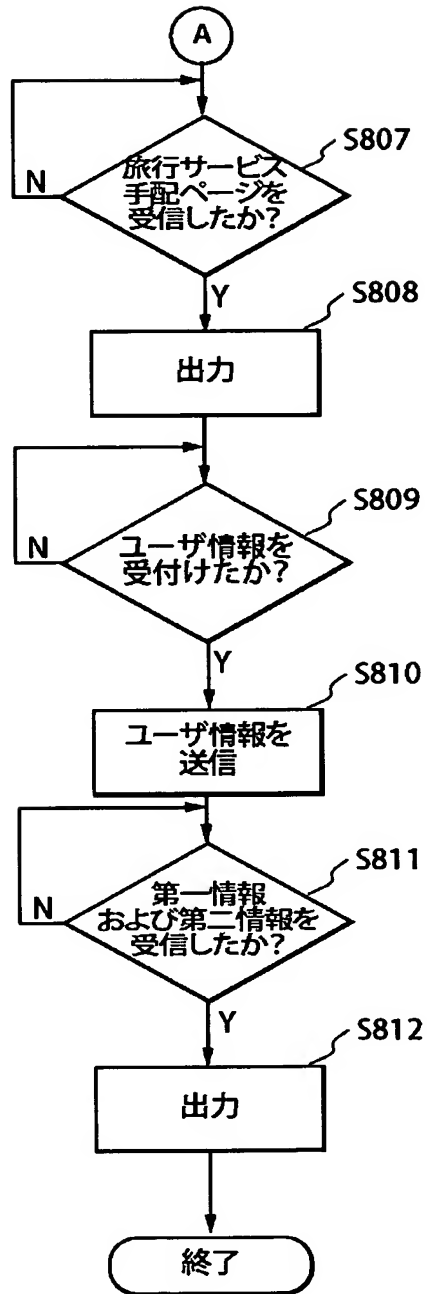 A
S807
旅行サービス
手配ページを
受信したか?
N
Y
S808
出力
S809
ユーザ情報を
受付けたか?
N
Y
S810
ユーザ情報を
送信
S811
第一情報
および第二情報を
受信したか?
N
Y
S812
出力
終了